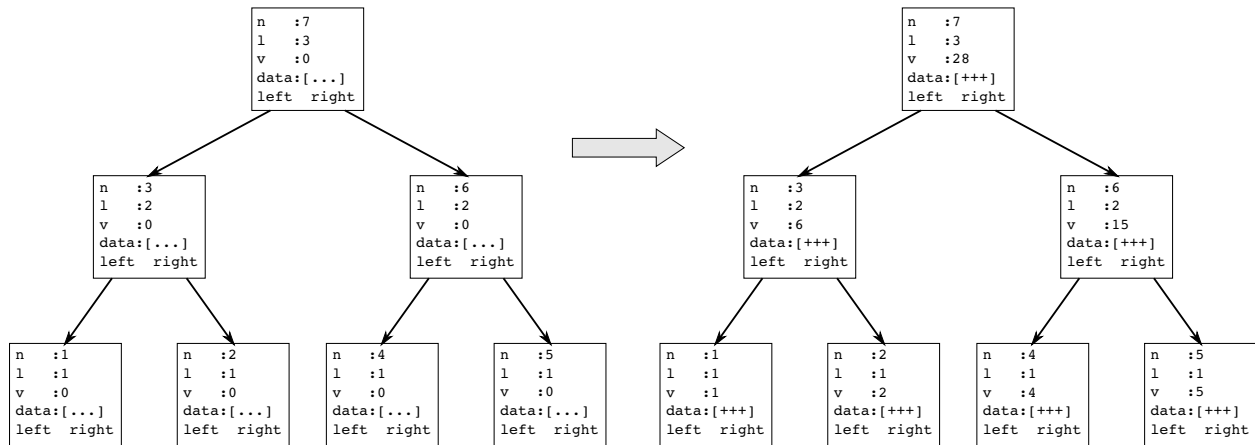 n   :7
l   :3
v   :0
data:[...]
left  right
n   :7
l   :3
v   :28
data:[+++]
left  right
n   :3
l   :2
v   :0
data:[...]
left  right
n   :6
l   :2
v   :0
data:[...]
left  right
n   :3
l   :2
v   :6
data:[+++]
left  right
n   :6
l   :2
v   :15
data:[+++]
left  right
n   :1
l   :1
v   :0
data:[...]
left  right
n   :2
l   :1
v   :0
data:[...]
left  right
n   :4
l   :1
v   :0
data:[...]
left  right
n   :5
l   :1
v   :0
data:[...]
left  right
n   :1
l   :1
v   :1
data:[+++]
left  right
n   :2
l   :1
v   :2
data:[+++]
left  right
n   :4
l   :1
v   :4
data:[+++]
left  right
n   :5
l   :1
v   :5
data:[+++]
left  right